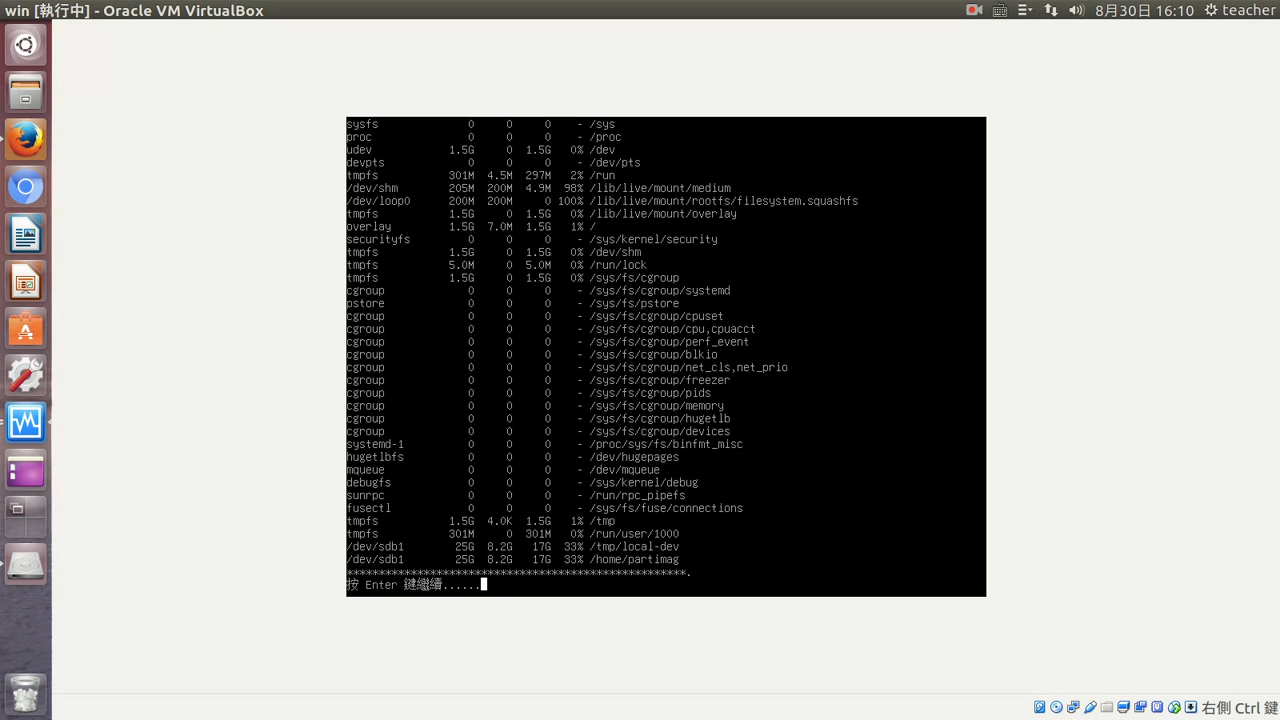 win [執行中] - Oracle VM VirtualBox
8月30日 16:10 teacher
sysfs 0 0 0 - /sys
proc 0 0 0 - /proc
udev 1.5G 0 1.5G 0% /dev
devpts 0 0 0 - /dev/pts
tmpfs 301M 4.5M 297M 2% /run
/dev/shm 205M 200M 4.9M 98% /lib/live/mount/medium
/dev/loop0 200M 200M 0 100% /lib/live/mount/rootfs/filesystem.squashfs
tmpfs 1.5G 0 1.5G 0% /lib/live/mount/overlay
overlay 1.5G 7.0M 1.5G 1% /
securityfs 0 0 0 - /sys/kernel/security
tmpfs 1.5G 0 1.5G 0% /dev/shm
tmpfs 5.0M 0 5.0M 0% /run/lock
tmpfs 1.5G 0 1.5G 0% /sys/fs/cgroup
cgroup 0 0 0 - /sys/fs/cgroup/systemd
pstore 0 0 0 - /sys/fs/pstore
cgroup 0 0 0 - /sys/fs/cgroup/cpuset
cgroup 0 0 0 - /sys/fs/cgroup/cpu,cpuacct
cgroup 0 0 0 - /sys/fs/cgroup/perf_event
cgroup 0 0 0 - /sys/fs/cgroup/blkio
cgroup 0 0 0 - /sys/fs/cgroup/net_cls,net_prio
cgroup 0 0 0 - /sys/fs/cgroup/freezer
cgroup 0 0 0 - /sys/fs/cgroup/pids
cgroup 0 0 0 - /sys/fs/cgroup/memory
cgroup 0 0 0 - /sys/fs/cgroup/hugetlb
cgroup 0 0 0 - /sys/fs/cgroup/devices
systemd-1 0 0 0 - /proc/sys/fs/binfmt_misc
hugetlbfs 0 0 0 - /dev/hugepages
mqueue 0 0 0 - /dev/mqueue
debugfs 0 0 0 - /sys/kernel/debug
sunrpc 0 0 0 - /run/rpc_pipefs
fusectl 0 0 0 - /sys/fs/fuse/connections
tmpfs 1.5G 4.0K 1.5G 1% /tmp
tmpfs 301M 0 301M 0% /run/user/1000
/dev/sdb1 25G 8.2G 17G 33% /tmp/local-dev
/dev/sdb1 25G 8.2G 17G 33% /home/partimag
*****************************************************.
按 Enter 鍵繼續......
右側 Ctrl 鍵